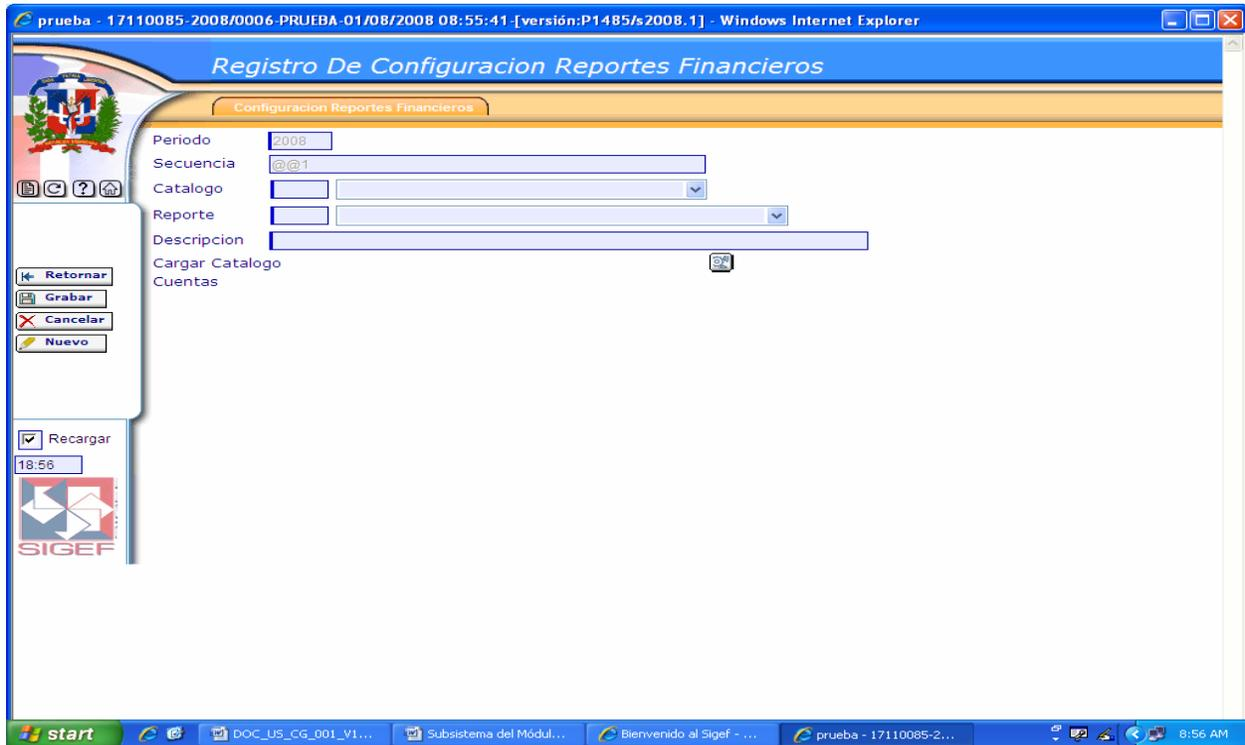 prueba - 17110085-2008/0006-PRUEBA-01/08/2008 08:55:41-[versión:P1485/s2008.1] - Windows Internet Explorer
Registro De Configuracion Reportes Financieros
Configuracion Reportes Financieros
Periodo 2008
Secuencia @@1
Catalogo
Reporte
Descripcion
Cargar Catalogo
Cuentas
Retornar
Grabar
Cancelar
Nuevo
Recargar
18:56
SIGEF
start DOC_US_CG_001_V1... Subsistema del Módul... Bienvenido al Sigef - ... prueba - 17110085-2... 8:56 AM